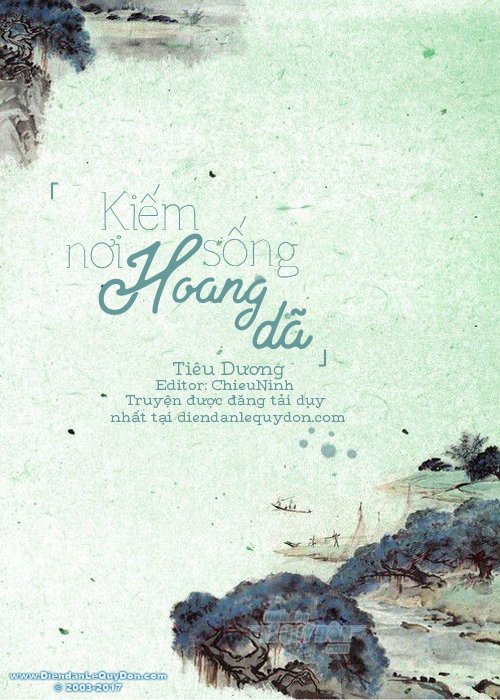 「
Kiếm
nơi sống
Hoang
dã
」
Tiêu Dương
Editor: ChieuNinh
Truyện được đăng tải duy
nhất tại diendanlequydon.com
www.DiendanLeQuyDon.com
© 2003-2017